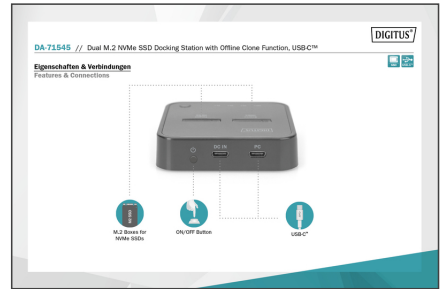 DIGITUS®
DA-71545 // Dual M.2 NVMe SSD Docking Station with Offline Clone Function, USB-C™
Eigenschaften & Verbindungen
Features & Connections
DC IN
PC
M.2 Boxes for
NVMe SSDs
ON/OFF Button
USB-C™